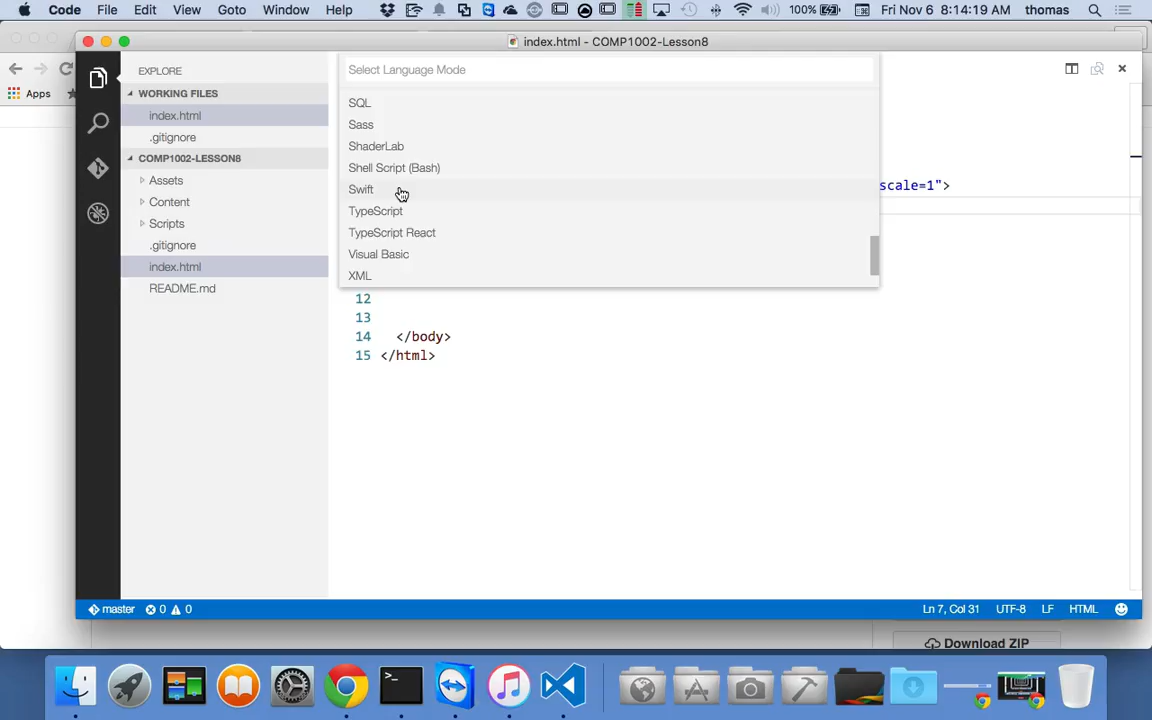 Code File Edit View Goto Window Help 100% Fri Nov 6 8:14:19 AM thomas
index.html - COMP1002-Lesson8
EXPLORE
Select Language Mode
Apps
WORKING FILES
index.html
.gitignore
COMP1002-LESSON8
Assets
Content
Scripts
.gitignore
index.html
README.md
SQL
Sass
ShaderLab
Shell Script (Bash)
Swift
TypeScript
TypeScript React
Visual Basic
XML
scale=1">
12
13
14 </body>
15 </html>
master 0 0 Ln 7, Col 31 UTF-8 LF HTML
Download ZIP